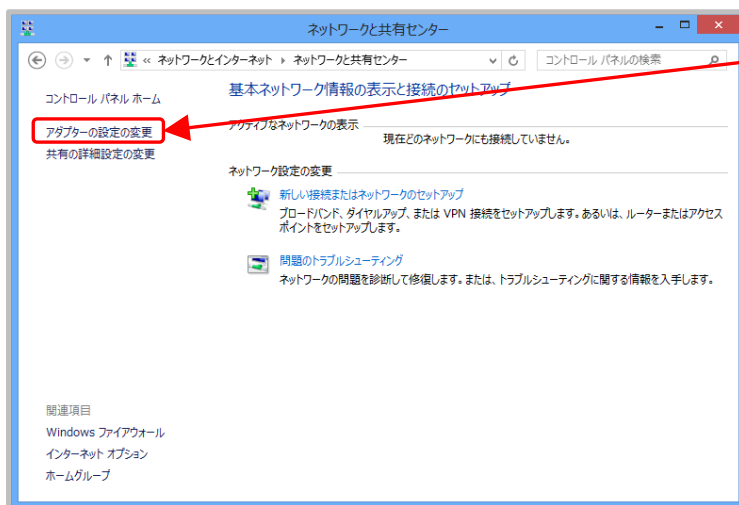 ネットワークと共有センター
« ネットワークとインターネット ▸ ネットワークと共有センター
コントロール パネルの検索
コントロール パネル ホーム
アダプターの設定の変更
共有の詳細設定の変更
基本ネットワーク情報の表示と接続のセットアップ
アクティブなネットワークの表示
現在どのネットワークにも接続していません。
ネットワーク設定の変更
新しい接続またはネットワークのセットアップ
ブロードバンド、ダイヤルアップ、または VPN 接続をセットアップします。あるいは、ルーターまたはアクセス
ポイントをセットアップします。
問題のトラブルシューティング
ネットワークの問題を診断して修復します。または、トラブルシューティングに関する情報を入手します。
関連項目
Windows ファイアウォール
インターネット オプション
ホームグループ